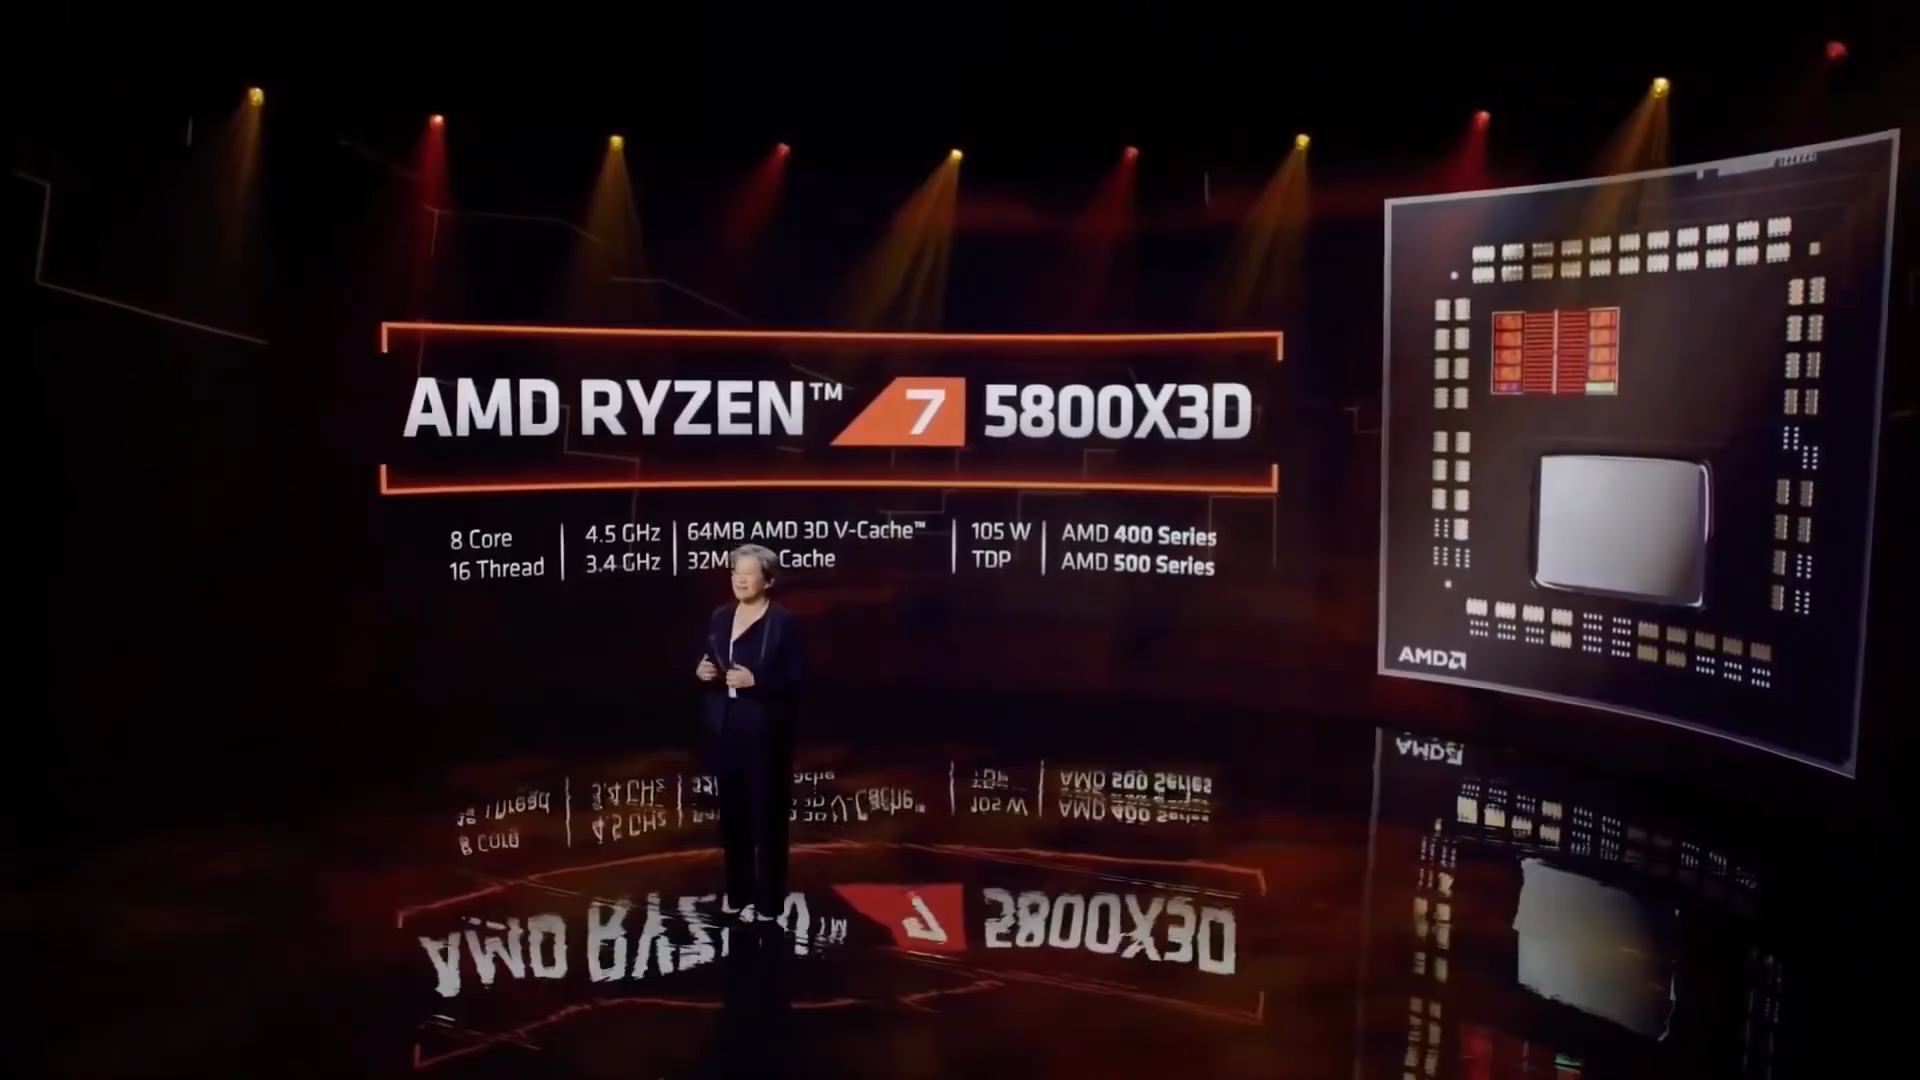 AMD RYZEN™ 7 5800X3D
8 Core
16 Thread
4.5 GHz
3.4 GHz
64MB AMD 3D V-Cache™
32M Cache
105 W
TDP
AMD 400 Series
AMD 500 Series
AMD